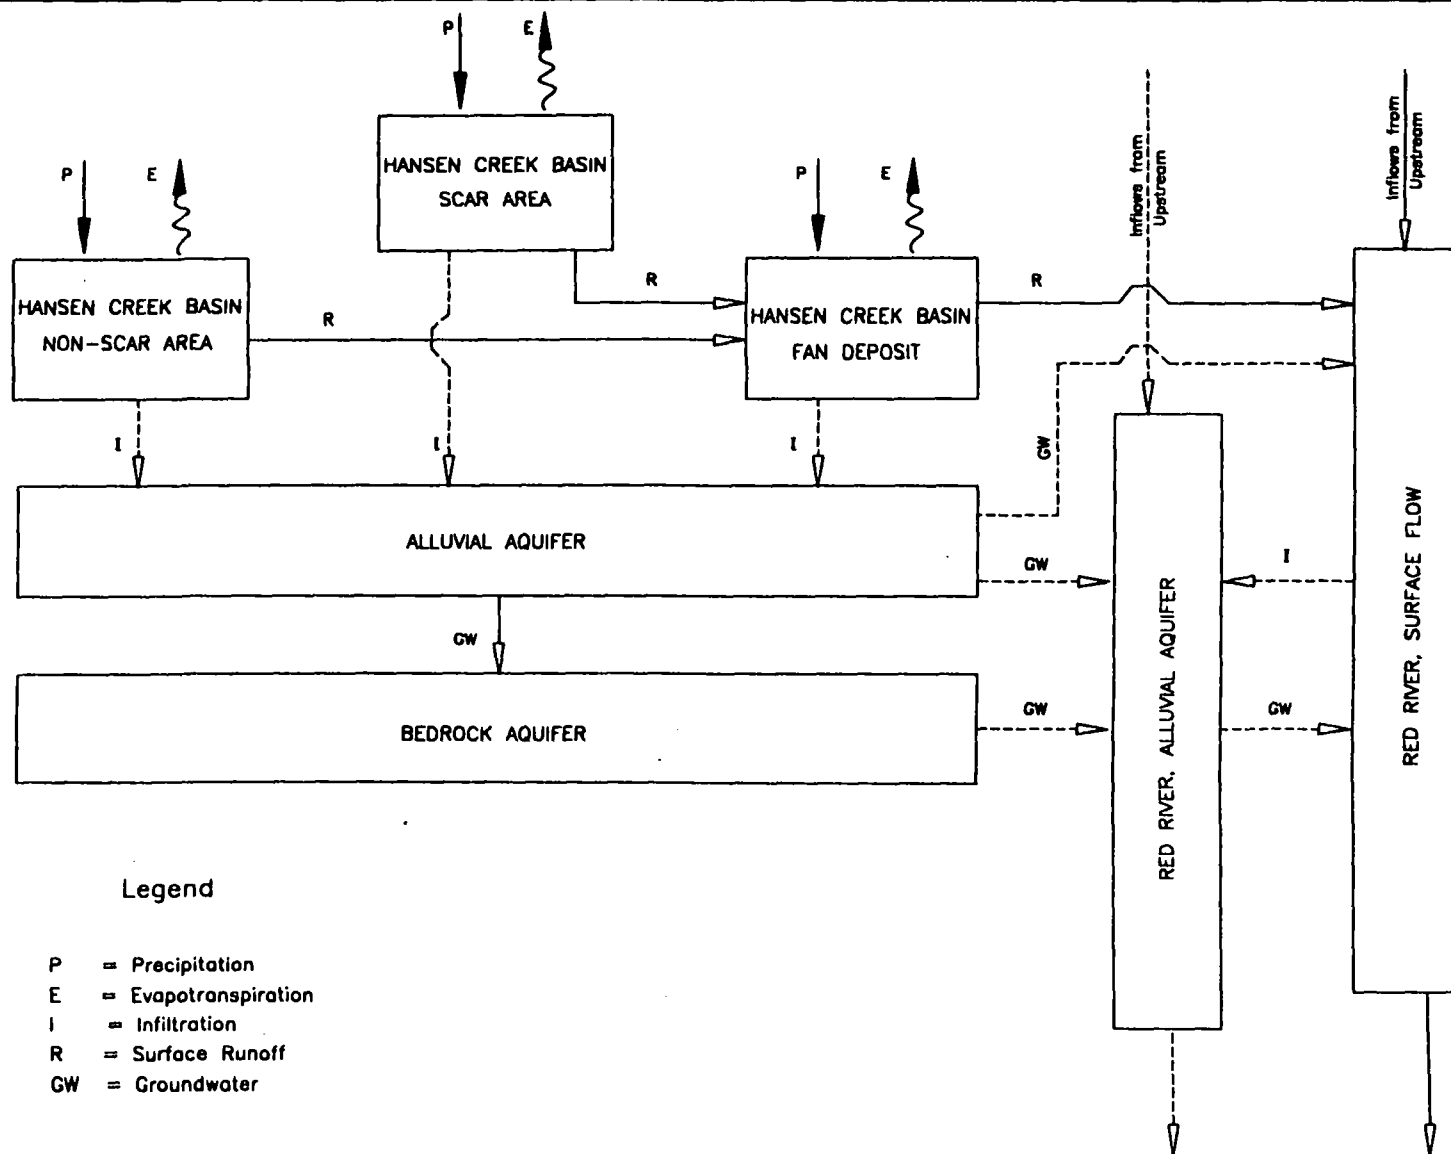 P
E
HANSEN CREEK BASIN
SCAR AREA
P
E
P
E
Inflows from
Upstream
Inflows from
Upstream
HANSEN CREEK BASIN
NON-SCAR AREA
R
R
HANSEN CREEK BASIN
FAN DEPOSIT
R
I
I
I
GW
ALLUVIAL AQUIFER
GW
I
GW
BEDROCK AQUIFER
GW
GW
RED RIVER, ALLUVIAL AQUIFER
RED RIVER, SURFACE FLOW
Legend
P = Precipitation
E = Evapotranspiration
I = Infiltration
R = Surface Runoff
GW = Groundwater